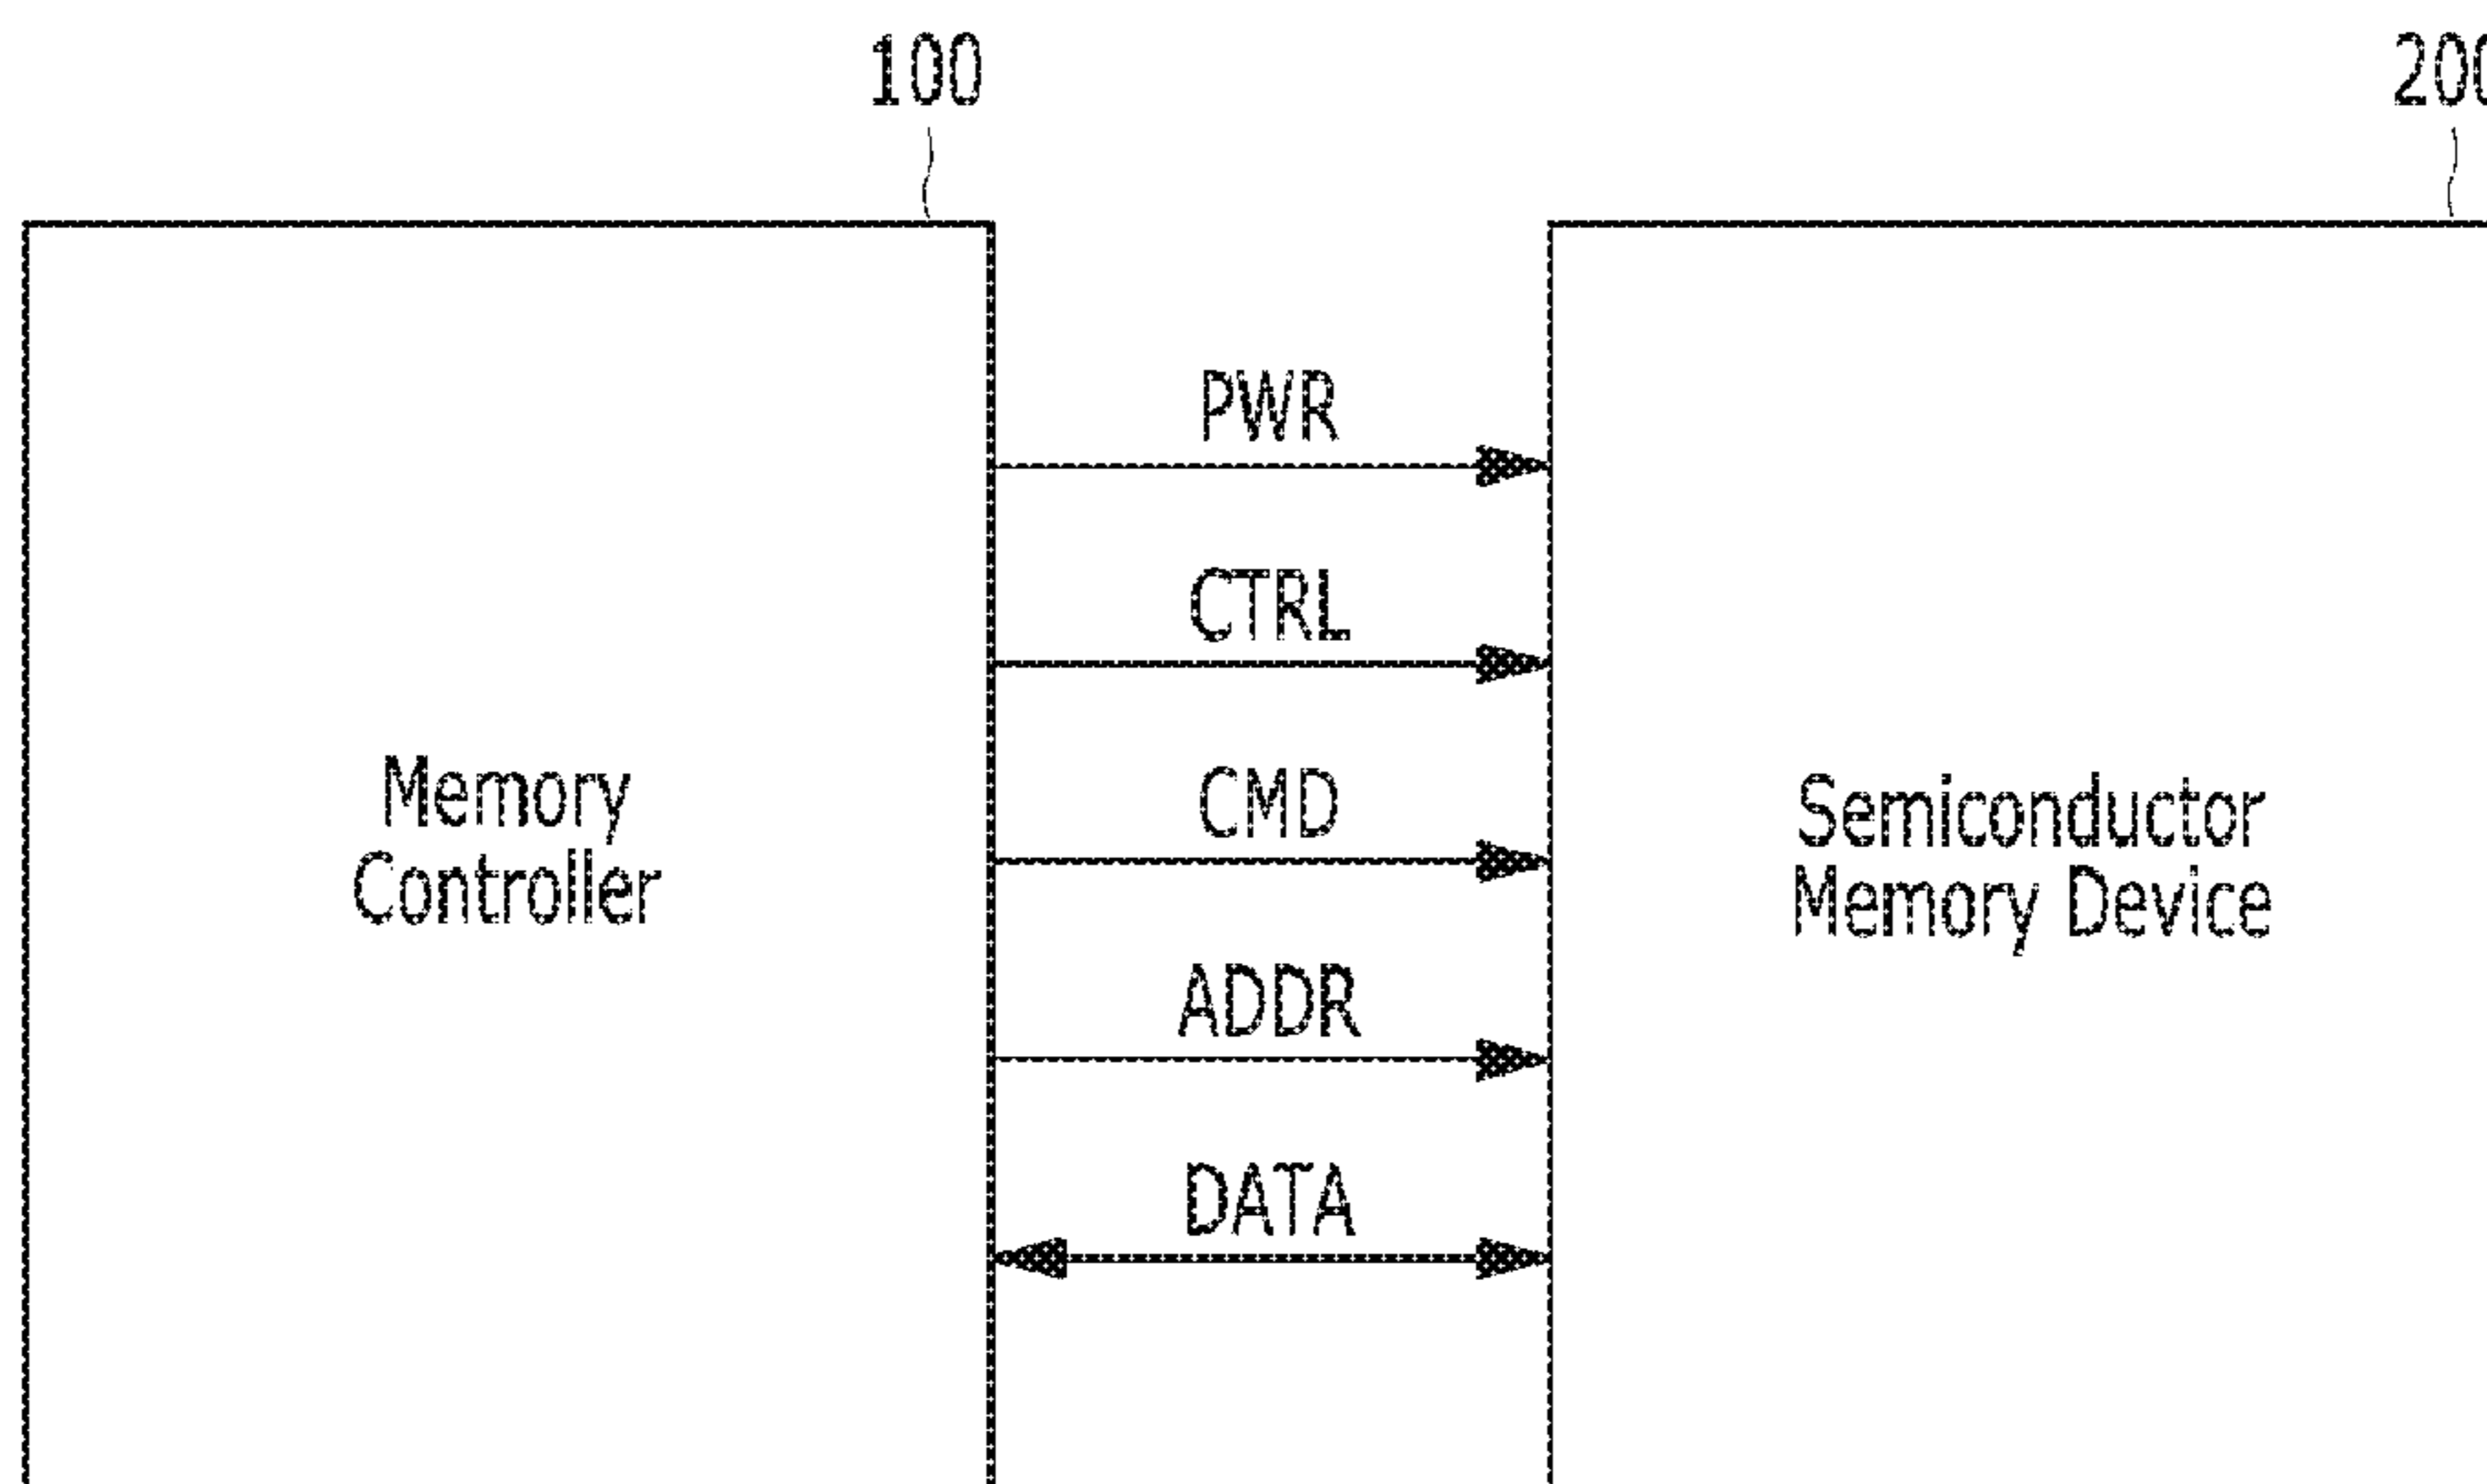 100
200
PWR
CTRL
Memory
Controller
CMD
Semiconductor
Memory Device
ADDR
DATA